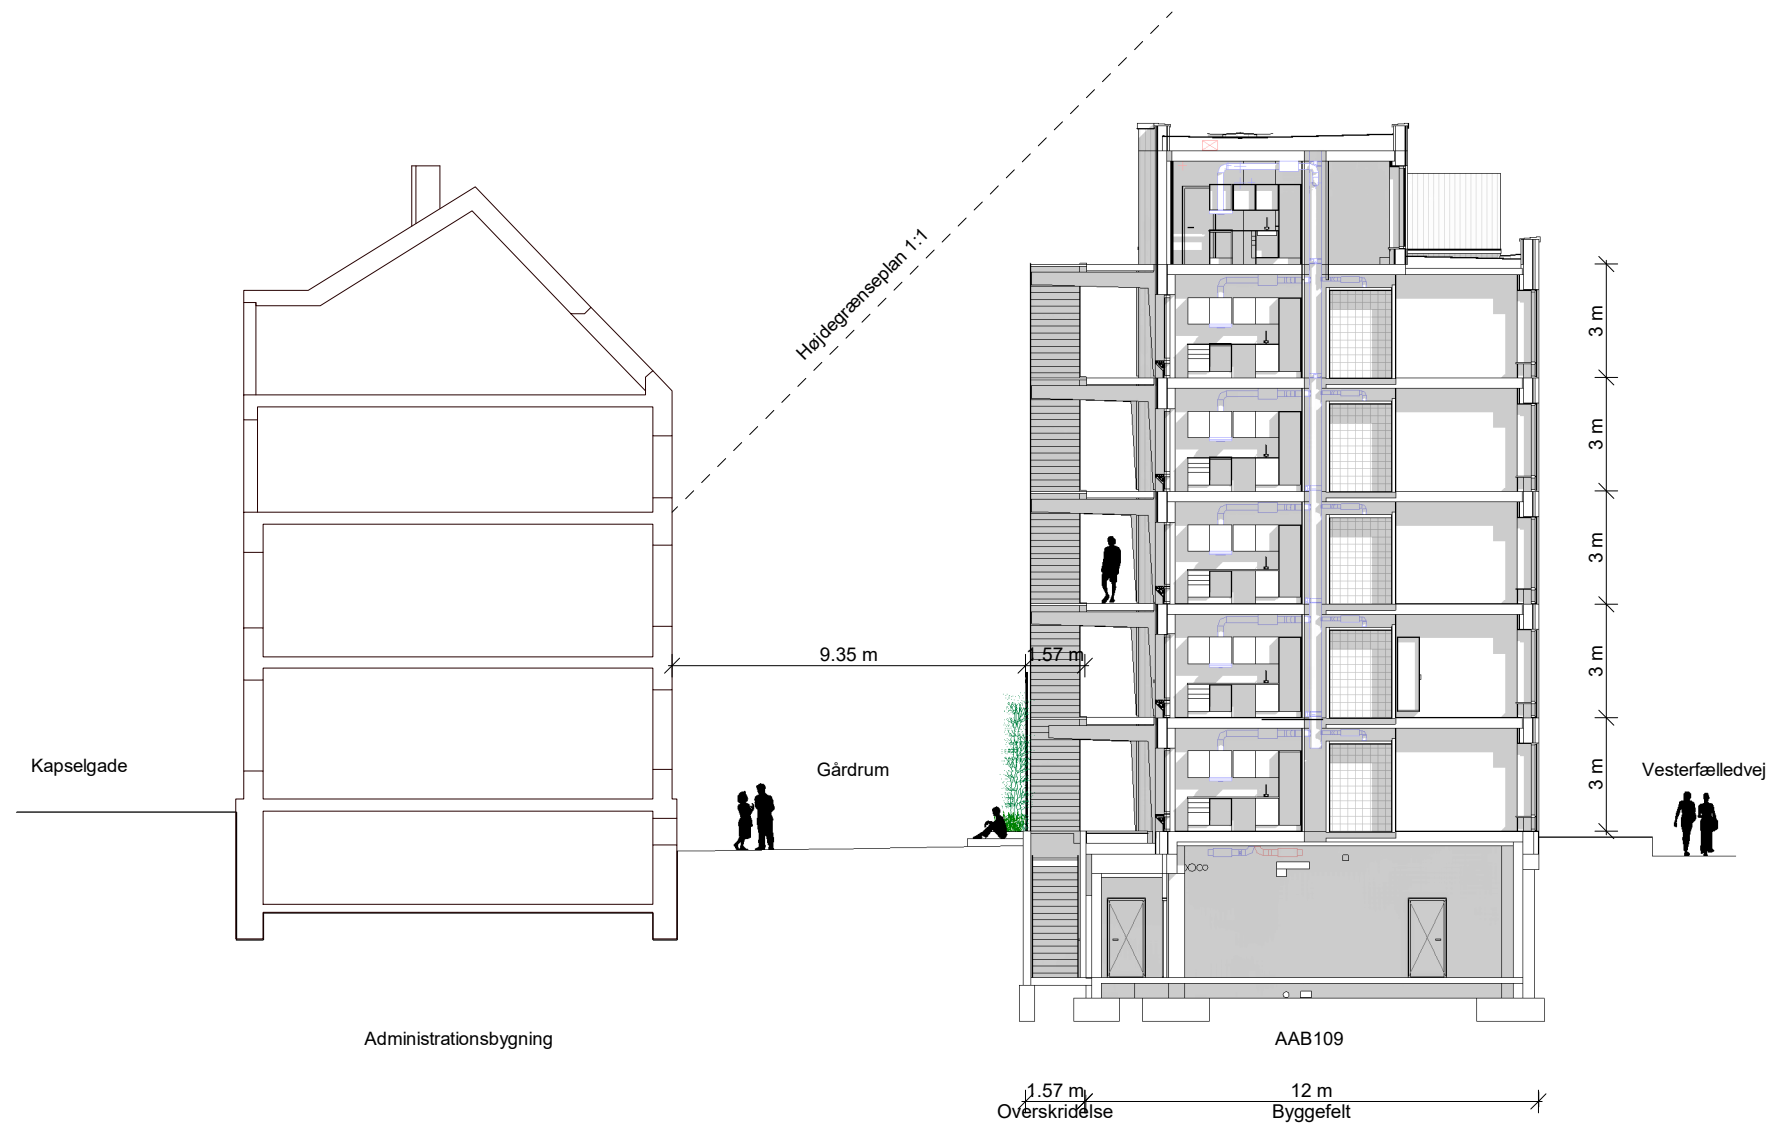 Højdegrænseplan 1:1
3 m
3 m
3 m
9.35 m
1.57 m
3 m
Kapselgade
Gårdrum
3 m
Vesterfælledvej
Administrationsbygning
AAB109
1.57 m
12 m
Overskridelse
Byggefelt